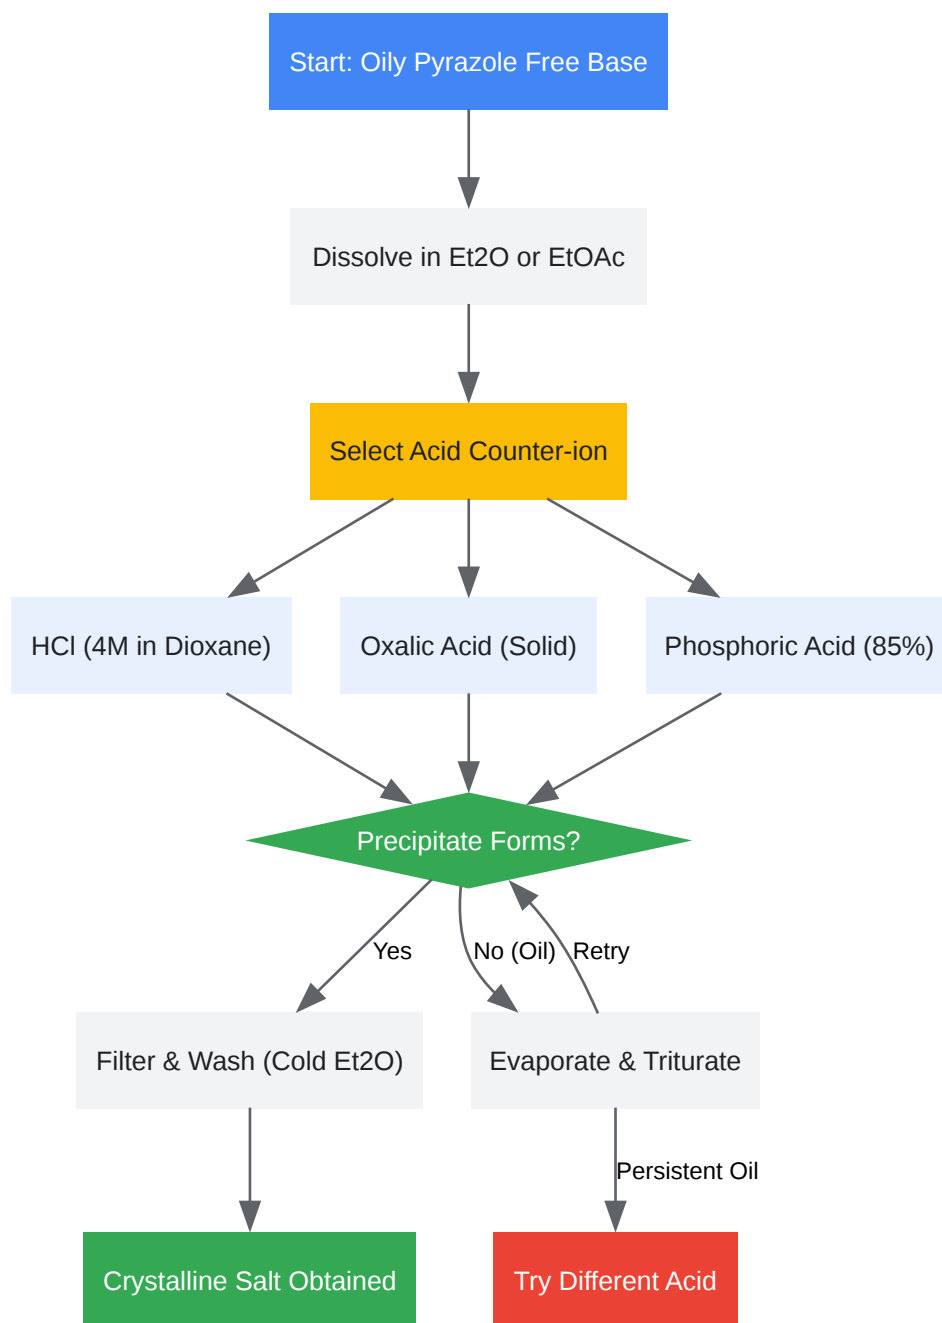 Start: Oily Pyrazole Free Base
Dissolve in Et2O or EtOAc
Select Acid Counter-ion
HCl (4M in Dioxane)
Oxalic Acid (Solid)
Phosphoric Acid (85%)
Precipitate Forms?
Yes
No (Oil)
Retry
Filter & Wash (Cold Et2O)
Evaporate & Triturate
Persistent Oil
Crystalline Salt Obtained
Try Different Acid